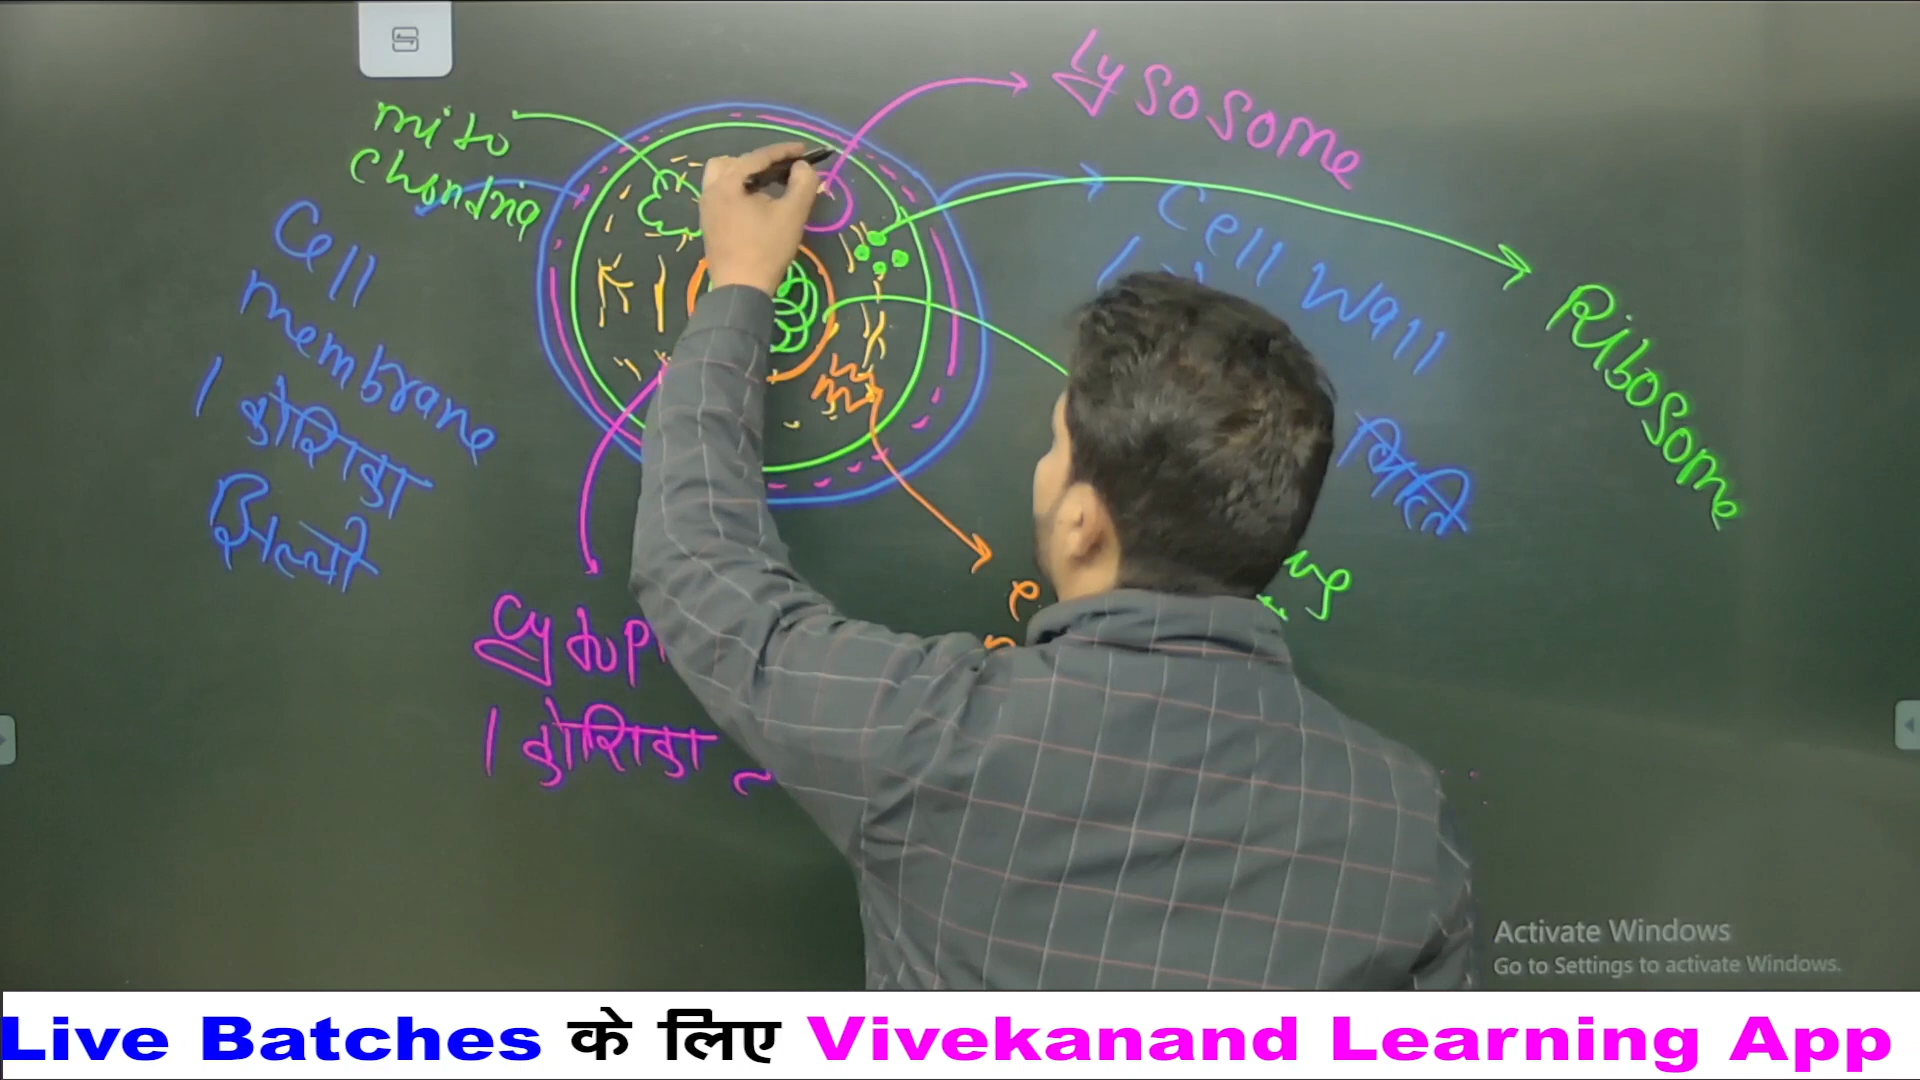 Lysosome
mito
chondria
Cell
membrane
कोशिका
झिल्ली
Cell Wall
भित्ति
Ribosome
कोशिका
Activate Windows
Go to Settings to activate Windows.
Live Batches के लिए Vivekanand Learning App